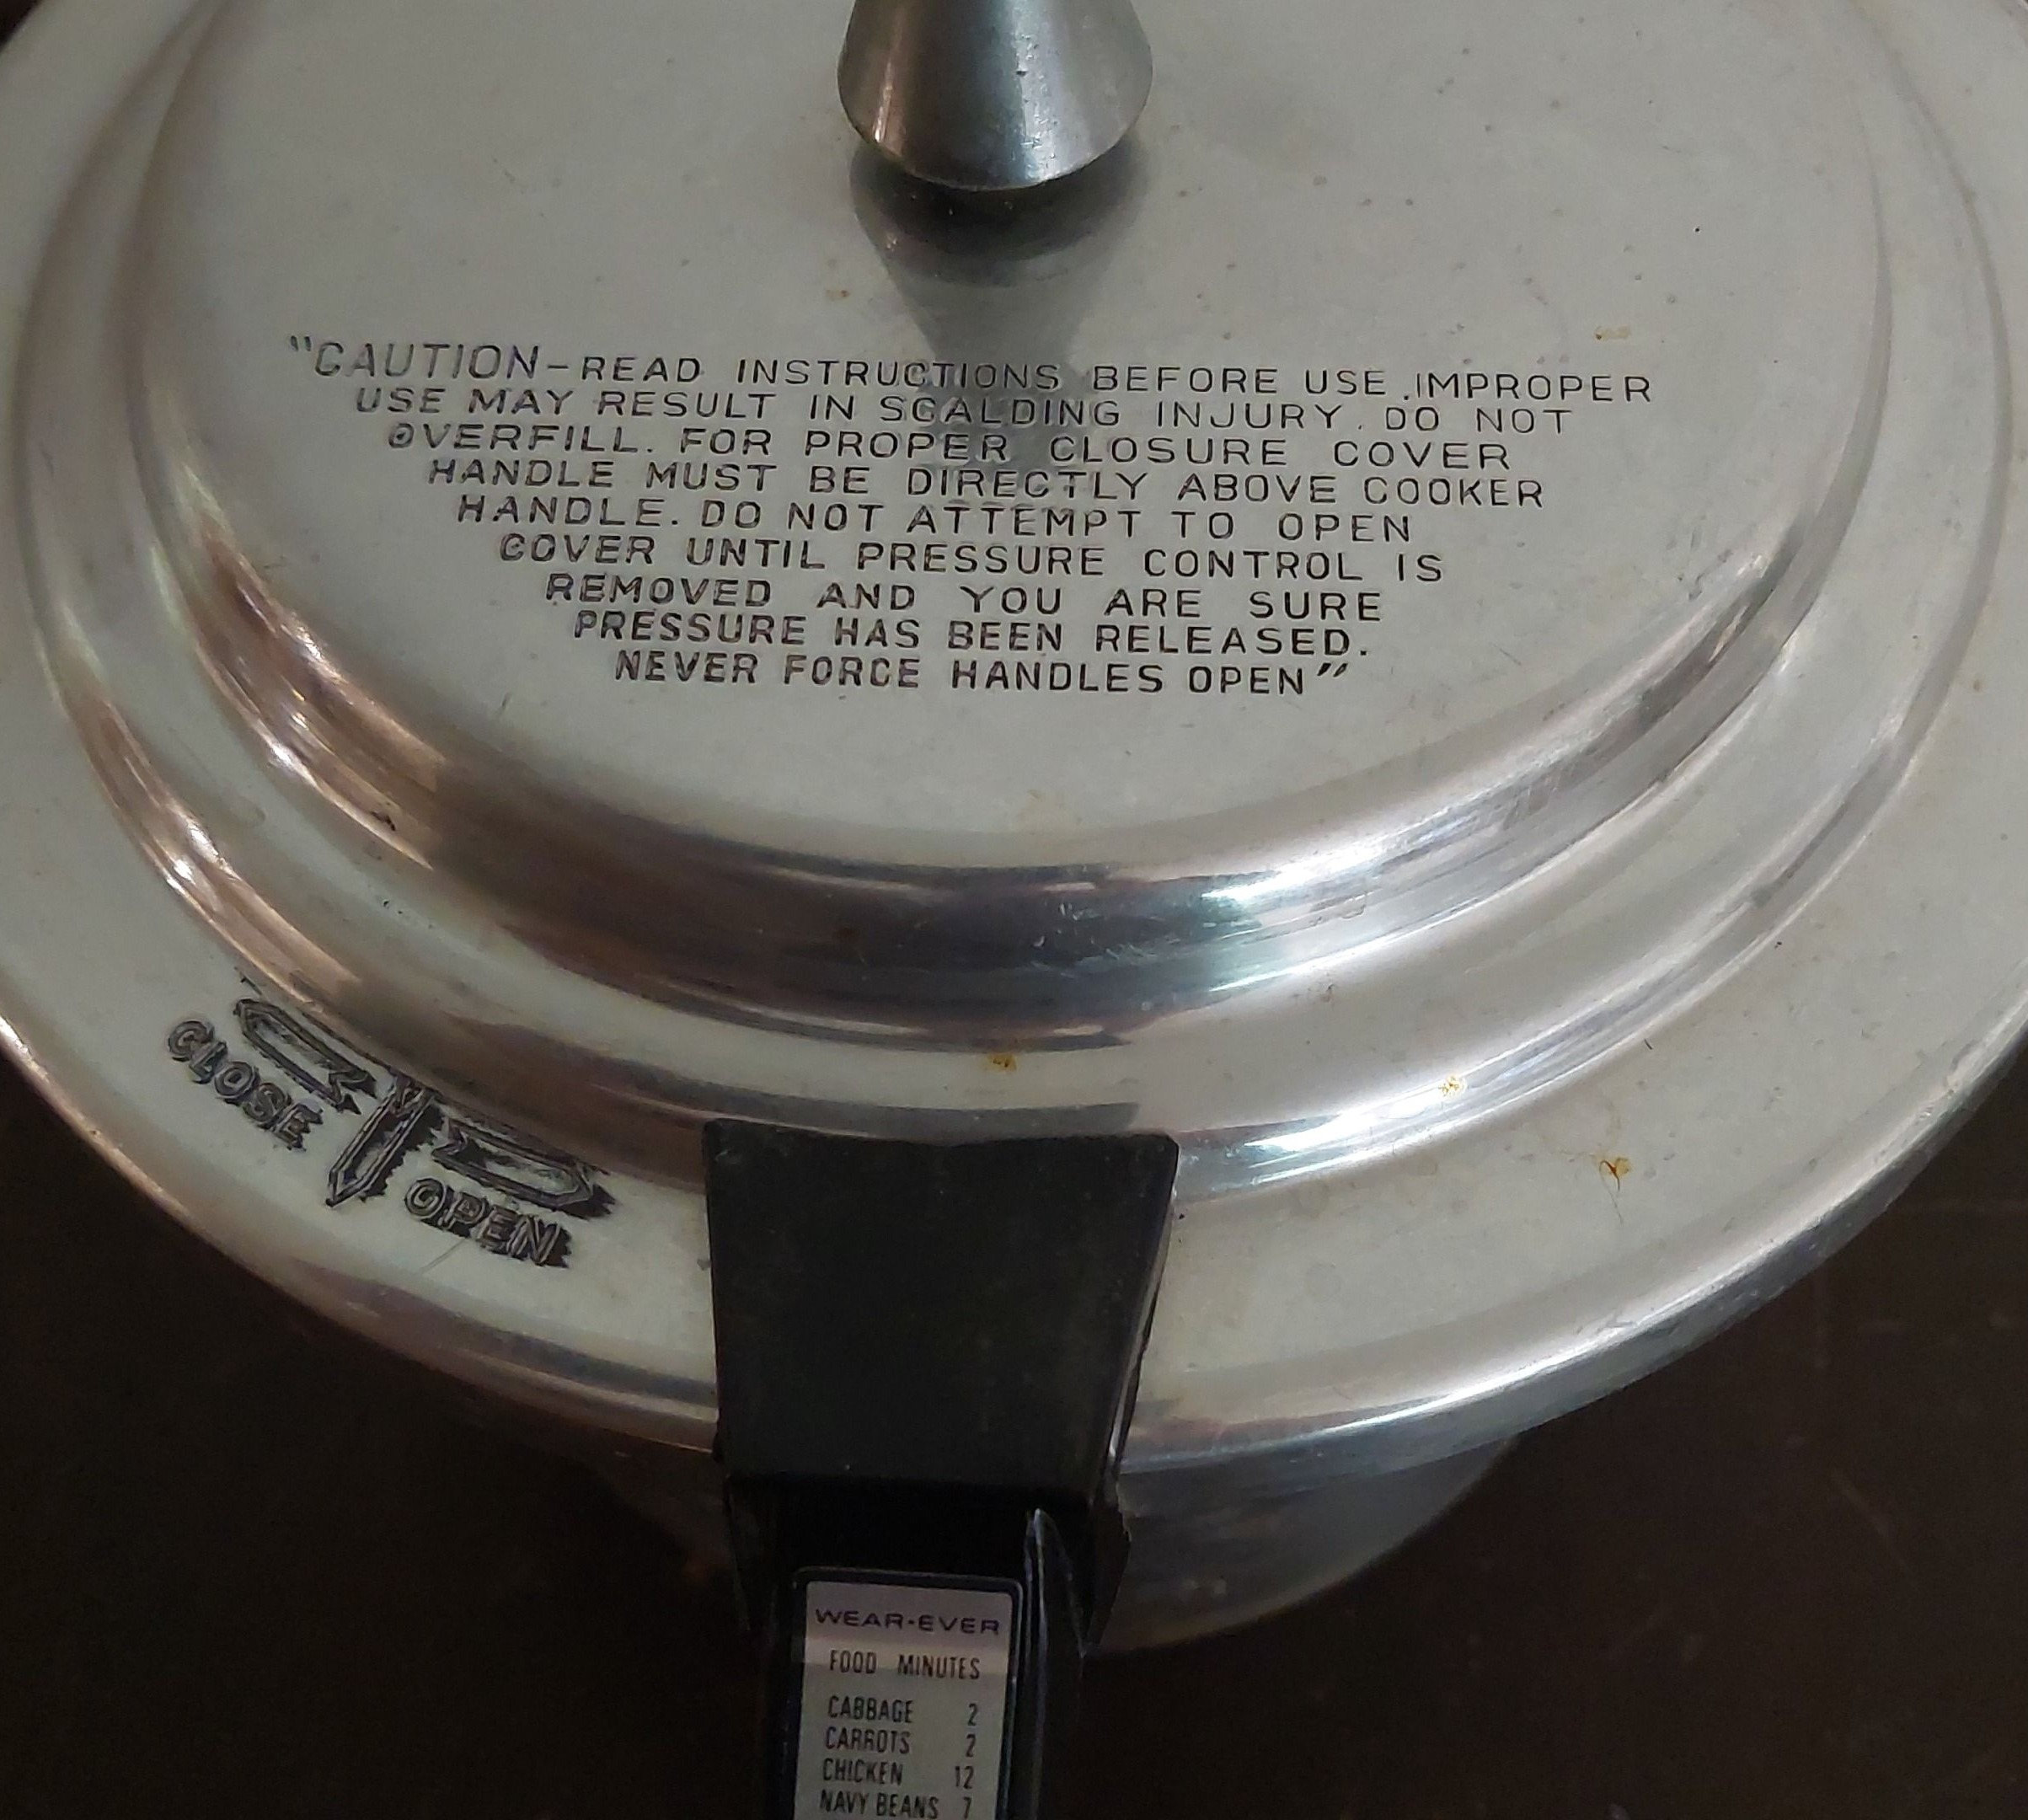 "CAUTION-READ INSTRUCTIONS BEFORE USE. IMPROPER
USE MAY RESULT IN SCALDING INJURY. DO NOT
OVERFILL. FOR PROPER CLOSURE COVER
HANDLE MUST BE DIRECTLY ABOVE COOKER
HANDLE. DO NOT ATTEMPT TO OPEN
COVER UNTIL PRESSURE CONTROL IS
REMOVED AND YOU ARE SURE
PRESSURE HAS BEEN RELEASED.
NEVER FORCE HANDLES OPEN"
CLOSE
OPEN
WEAR-EVER
FOOD MINUTES
CABBAGE 2
CARROTS 2
CHICKEN 12
NAVY BEANS 7